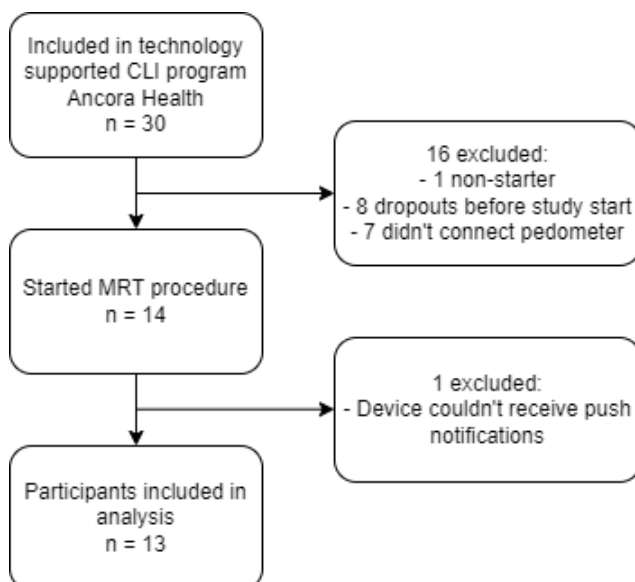 Included in technology
supported CLI program
Ancora Health
n = 30
16 excluded:
- 1 non-starter
- 8 dropouts before study start
- 7 didn't connect pedometer
Started MRT procedure
n = 14
1 excluded:
- Device couldn't receive push
notifications
Participants included in
analysis
n = 13